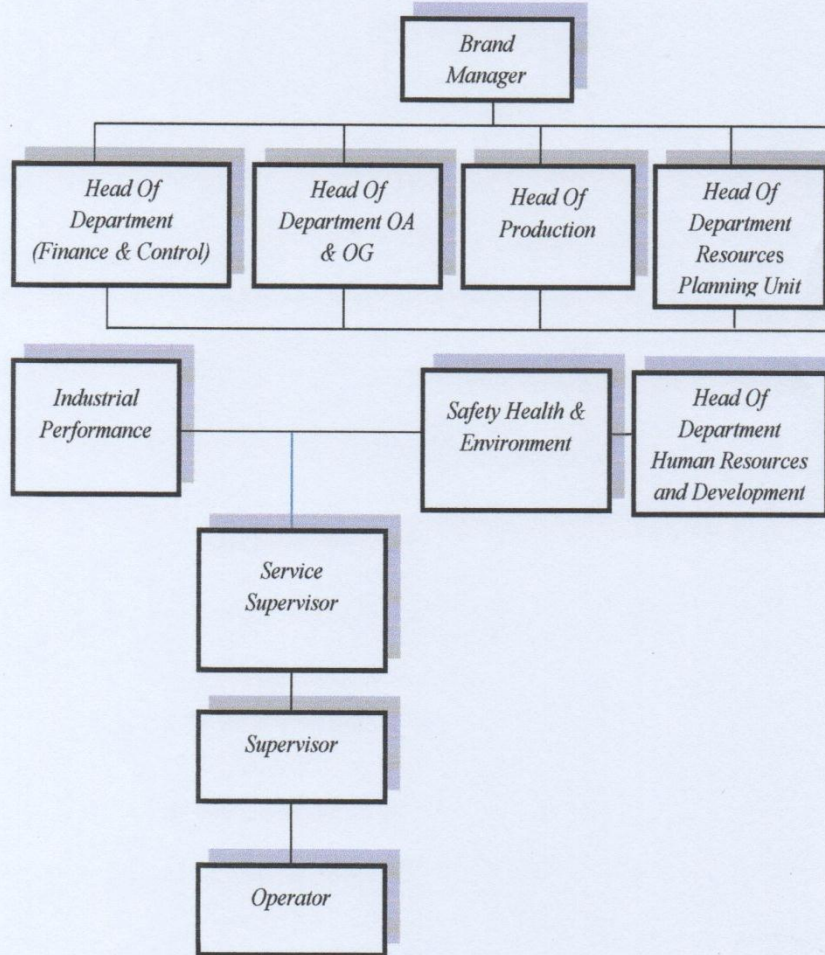 Brand
Manager
Head Of
Department
(Finance & Control)
Head Of
Department OA
& OG
Head Of
Production
Head Of
Department
Resources
Planning Unit
Industrial
Performance
Safety Health &
Environment
Head Of
Department
Human Resources
and Development
Service
Supervisor
Supervisor
Operator